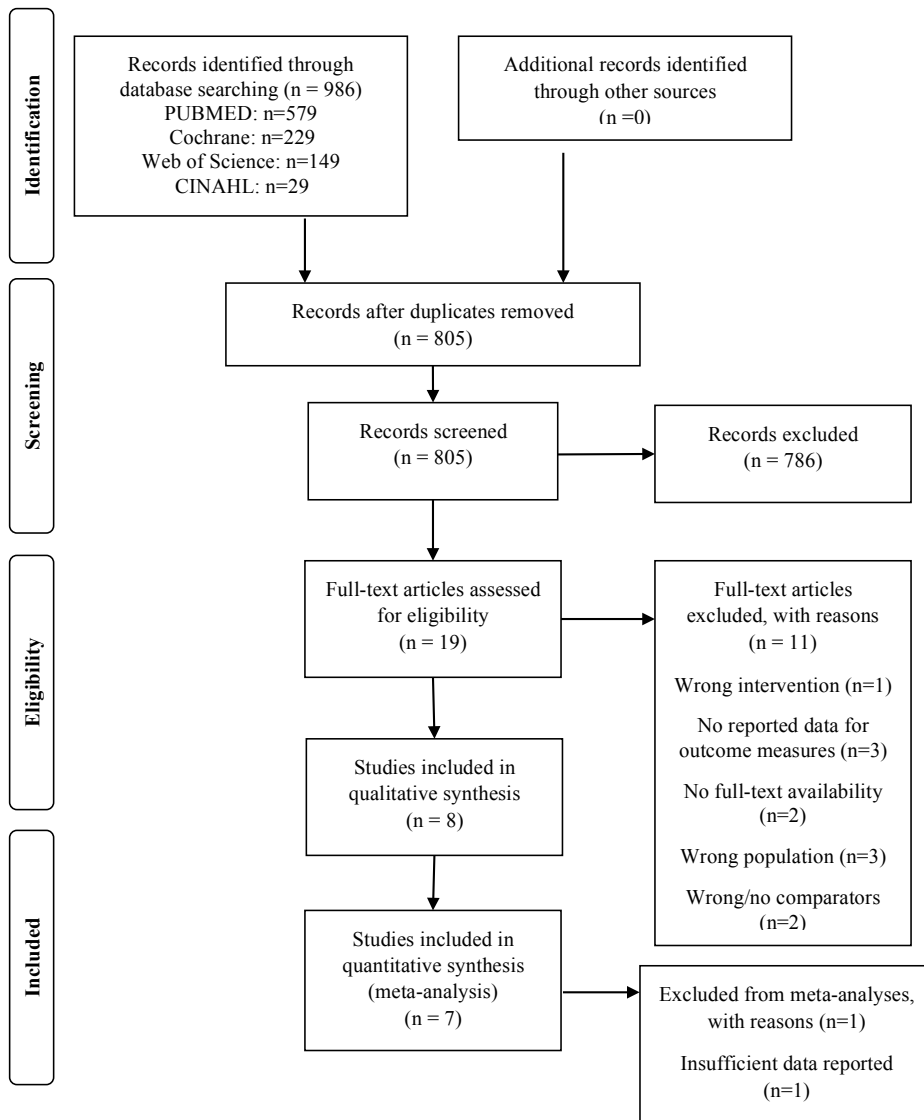 Identification
Records identified through
database searching (n = 986)
PUBMED: n=579
Cochrane: n=229
Web of Science: n=149
CINAHL: n=29
Additional records identified
through other sources
(n =0)
Screening
Records after duplicates removed
(n = 805)
Records screened
(n = 805)
Records excluded
(n = 786)
Eligibility
Full-text articles assessed
for eligibility
(n = 19)
Full-text articles
excluded, with reasons
(n = 11)
Wrong intervention (n=1)
No reported data for
outcome measures (n=3)
No full-text availability
(n=2)
Wrong population (n=3)
Wrong/no comparators
(n=2)
Studies included in
qualitative synthesis
(n = 8)
Included
Studies included in
quantitative synthesis
(meta-analysis)
(n = 7)
Excluded from meta-analyses,
with reasons (n=1)
Insufficient data reported
(n=1)